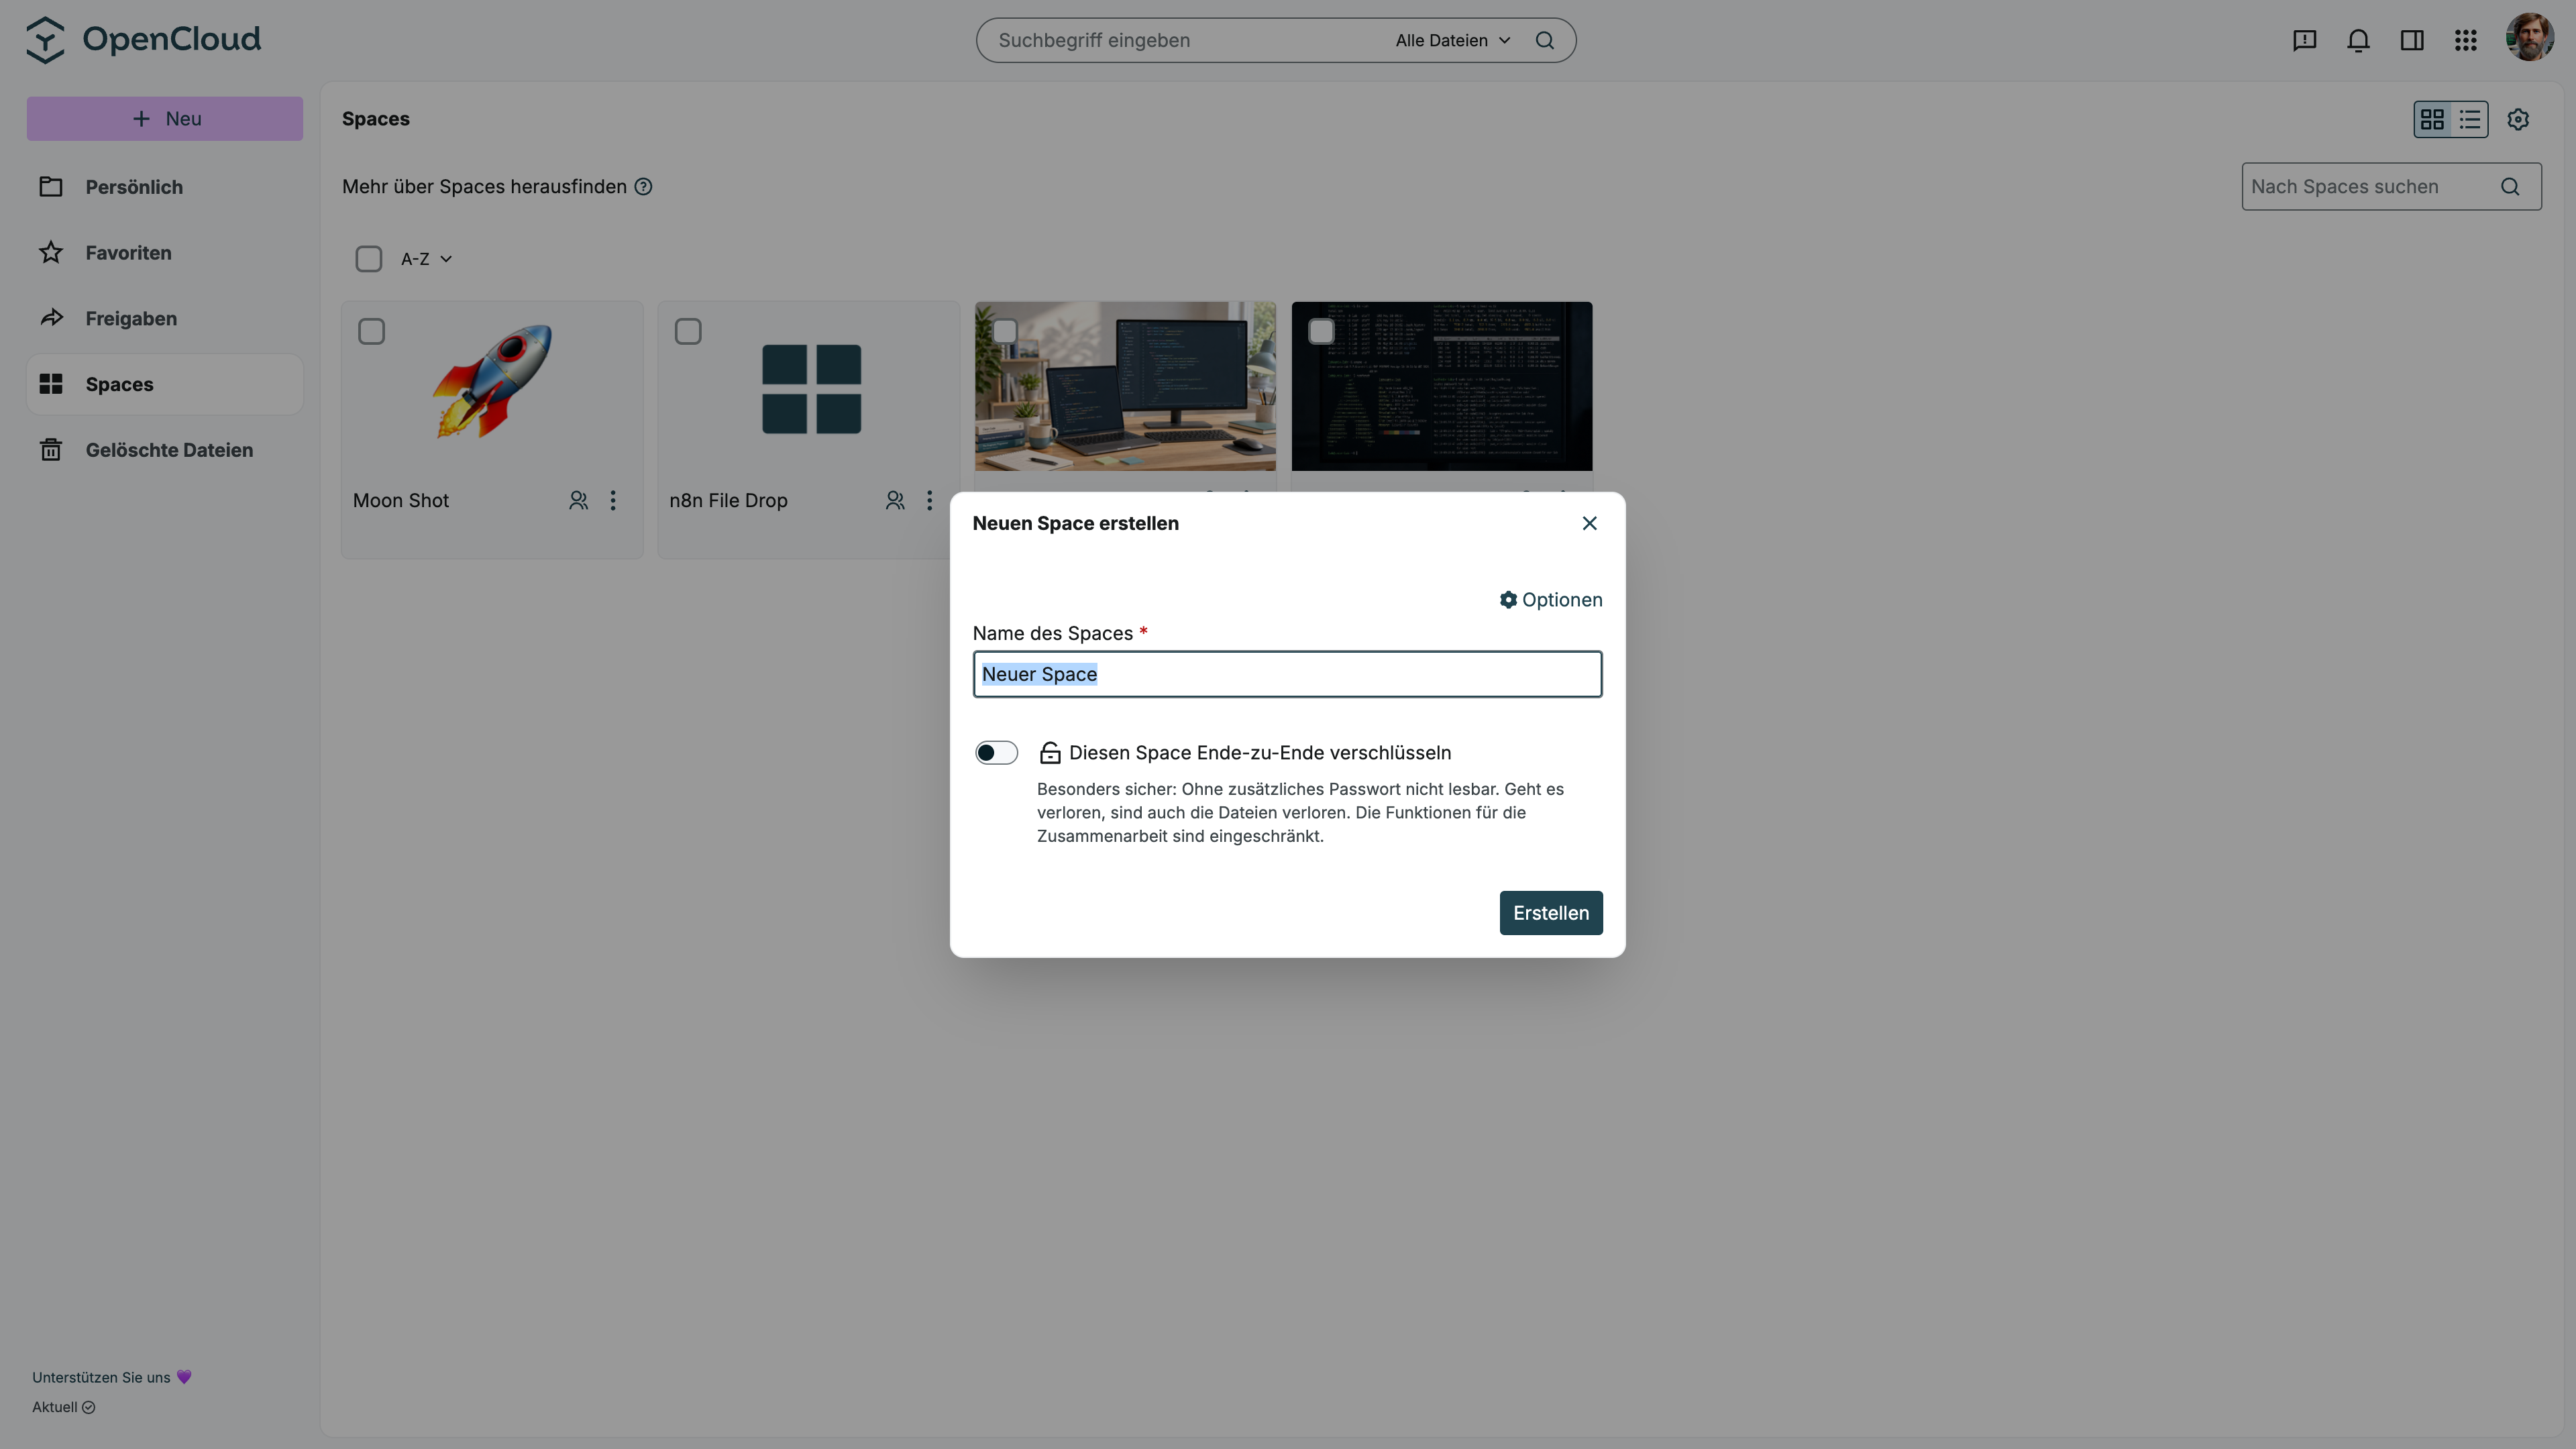 OpenCloud
Suchbegriff eingeben
Alle Dateien
Neu
Persönlich
Favoriten
Freigaben
Spaces
Gelöschte Dateien
Spaces
Mehr über Spaces herausfinden
Nach Spaces suchen
A-Z
Moon Shot
n8n File Drop
Neuen Space erstellen
Optionen
Name des Spaces *
Neuer Space
Diesen Space Ende-zu-Ende verschlüsseln
Besonders sicher: Ohne zusätzliches Passwort nicht lesbar. Geht es
verloren, sind auch die Dateien verloren. Die Funktionen für die
Zusammenarbeit sind eingeschränkt.
Erstellen
Unterstützen Sie uns 💜
Aktuell